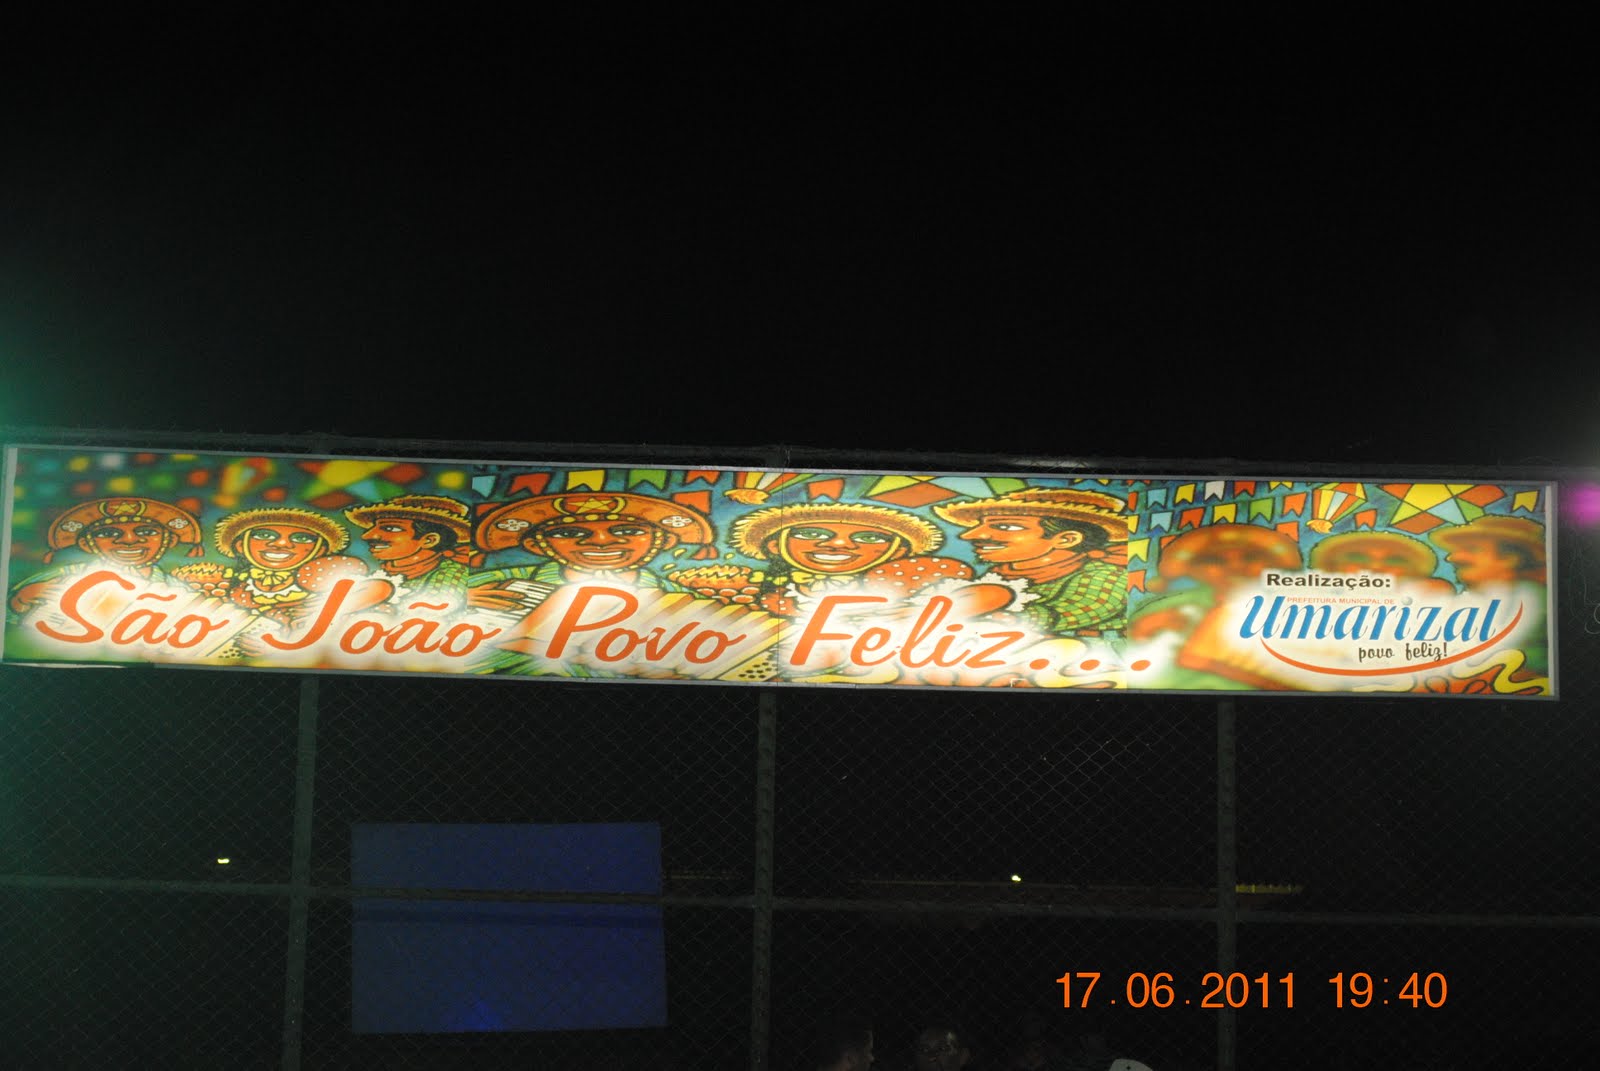 São João Povo Feliz...
Realização:
PREFEITURA MUNICIPAL DE
Umarizal
povo feliz!
17.06.2011 19:40